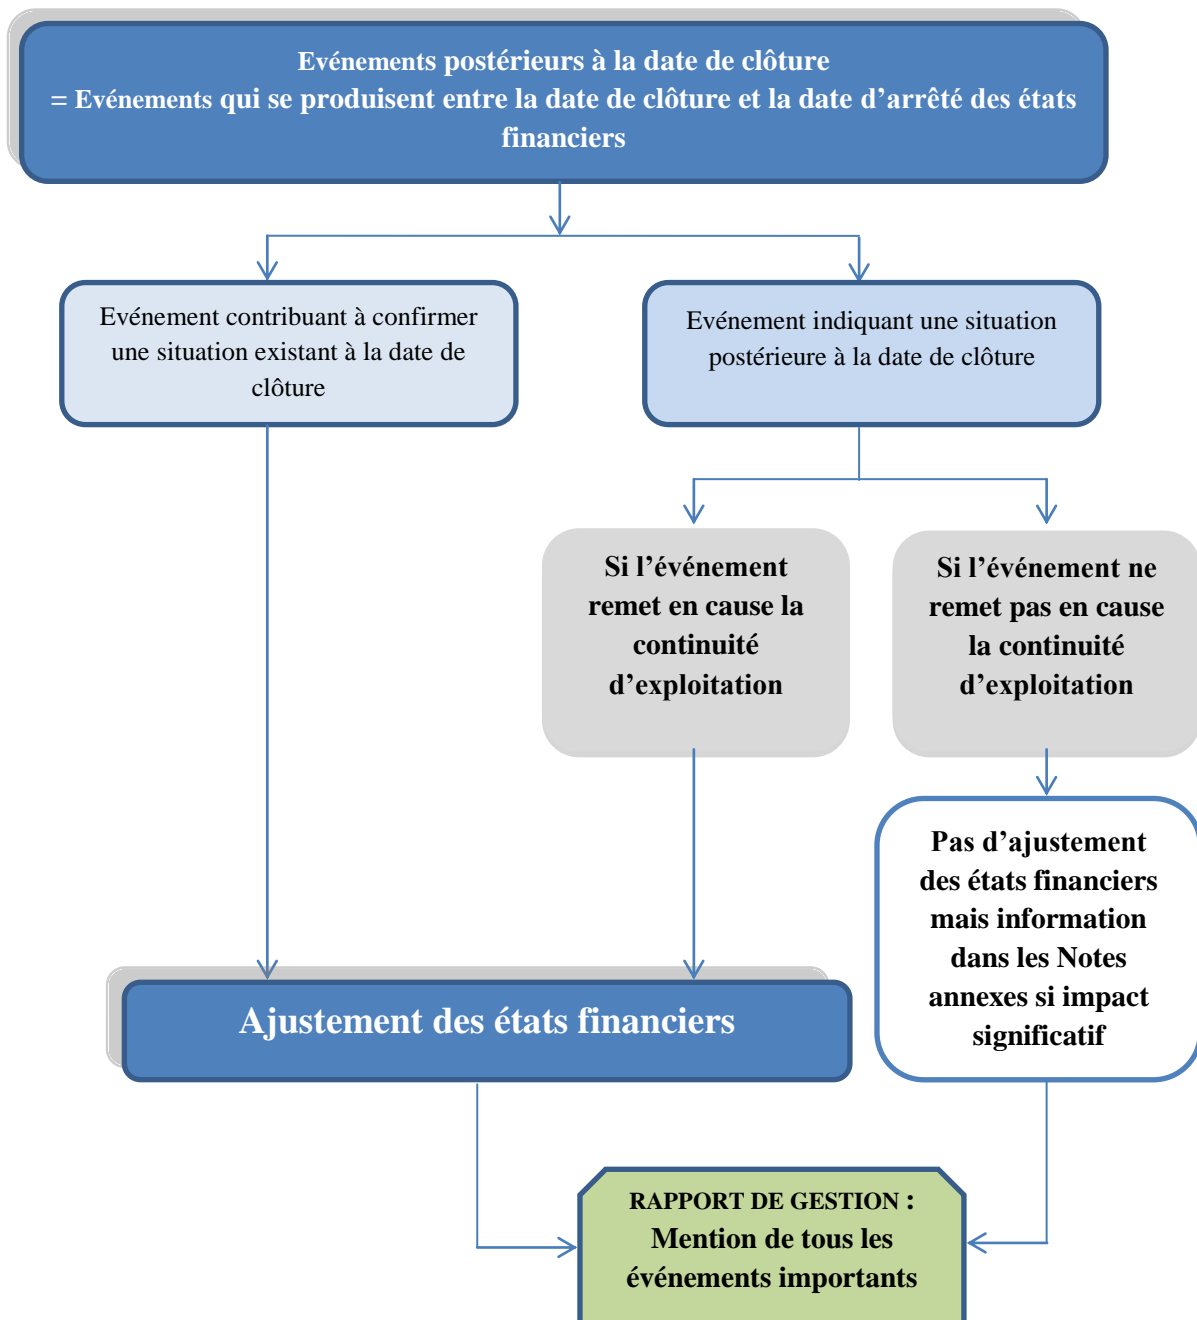 Evénements postérieurs à la date de clôture
= Evénements qui se produisent entre la date de clôture et la date d’arrêté des états
financiers
Evénement contribuant à confirmer
une situation existant à la date de
clôture
Evénement indiquant une situation
postérieure à la date de clôture
Si l’événement
remet en cause la
continuité
d’exploitation
Si l’événement ne
remet pas en cause
la continuité
d’exploitation
Pas d’ajustement
des états financiers
mais information
dans les Notes
annexes si impact
significatif
Ajustement des états financiers
RAPPORT DE GESTION :
Mention de tous les
événements importants